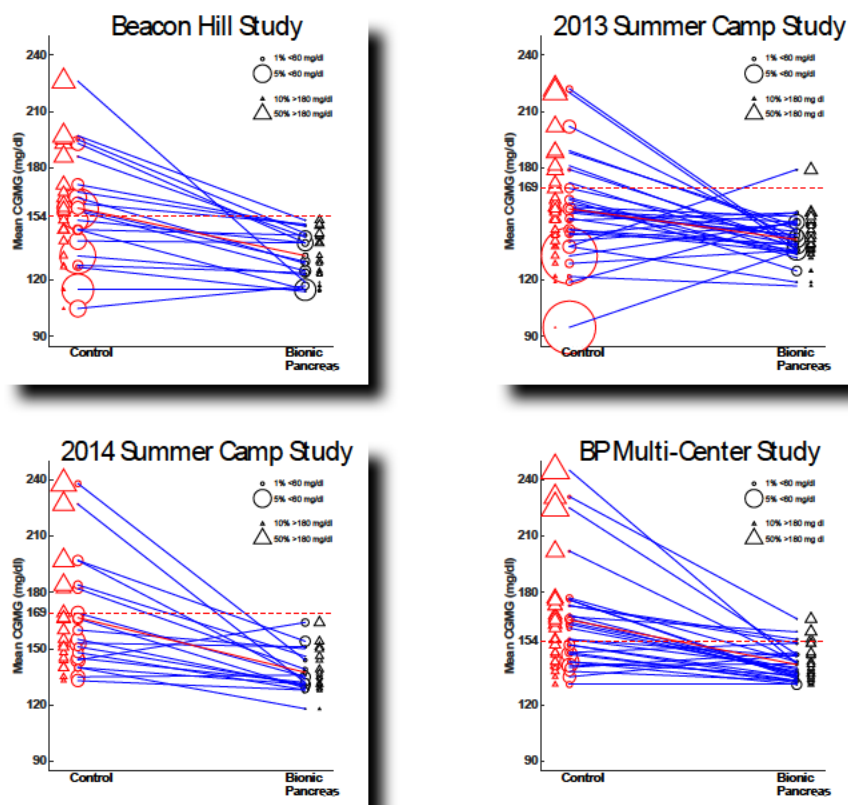 Beacon Hill Study
240
210
180
154
120
90
Mean CGMG (mg/dl)
1% <60 mg/dl
5% <60 mg/dl
10% >180 mg/dl
50% >180 mg/dl
Control
Bionic
Pancreas
2013 Summer Camp Study
240
210
180
169
150
120
90
Mean CGMG (mg/dl)
1% <60 mg/dl
5% <60 mg/dl
10% >180 mg dl
50% >180 mg dl
Control
Bionic
Pancreas
2014 Summer Camp Study
240
210
180
169
150
120
90
Mean CGMG (mg/dl)
1% <60 mg/dl
5% <60 mg/dl
10% >180 mg/dl
50% >180 mg/dl
Control
Bionic
Pancreas
BP Multi-Center Study
240
210
180
154
120
90
Mean CGMG (mg/dl)
1% <60 mg/dl
5% <60 mg/dl
10% >180 mg dl
50% >180 mg dl
Control
Bionic
Pancreas